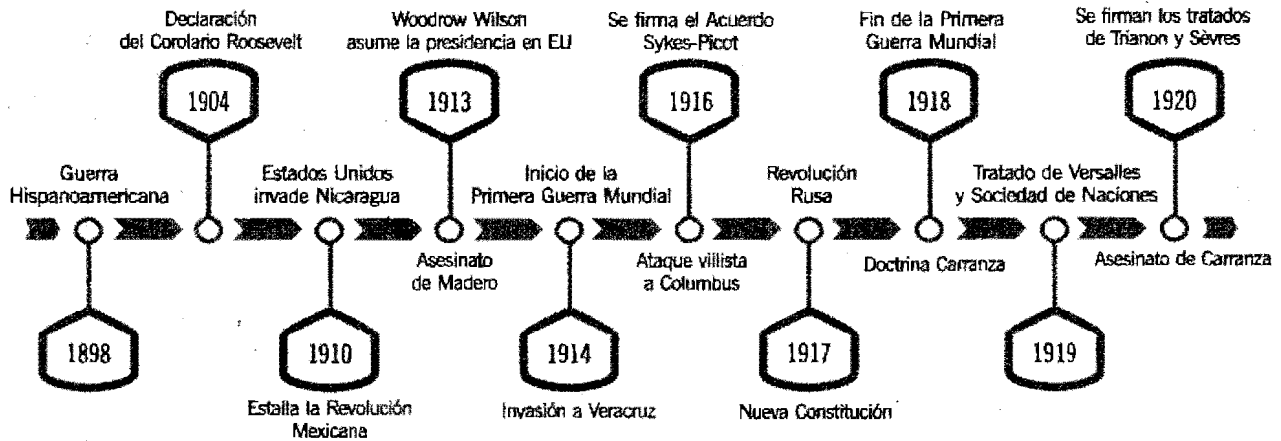 Declaración
del Corolario Roosevelt
1904
Woodrow Wilson
asume la presidencia en EU
1913
Se firma el Acuerdo
Sykes-Picot
1916
Fin de la Primera
Guerra Mundial
1918
Se firman los tratados
de Trianon y Sèvres
1920
Guerra
Hispanoamericana
Estados Unidos
invade Nicaragua
Inicio de la
Primera Guerra Mundial
Revolución
Rusa
Tratado de Versalles
y Sociedad de Naciones
Asesinato
de Madero
Ataque villista
a Columbus
Doctrina Carranza
Asesinato de Carranza
1898
1910
Estalla la Revolución
Mexicana
1914
Invasión a Veracruz
1917
Nueva Constitución
1919